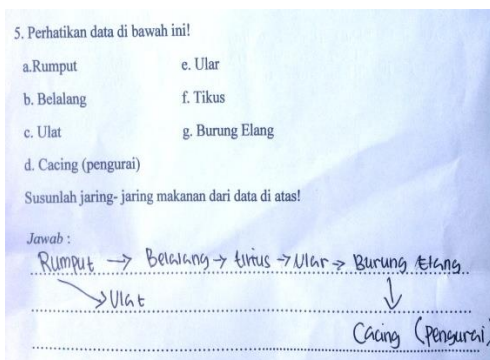 5. Perhatikan data di bawah ini!
a.Rumput e. Ular
b. Belalang f. Tikus
c. Ulat g. Burung Elang
d. Cacing (pengurai)
Susunlah jaring- jaring makanan dari data di atas!
Jawab :
Rumput → Belalang → tikus → Ular → Burung Elang
→ Ulat ↓
Cacing (Pengurai)